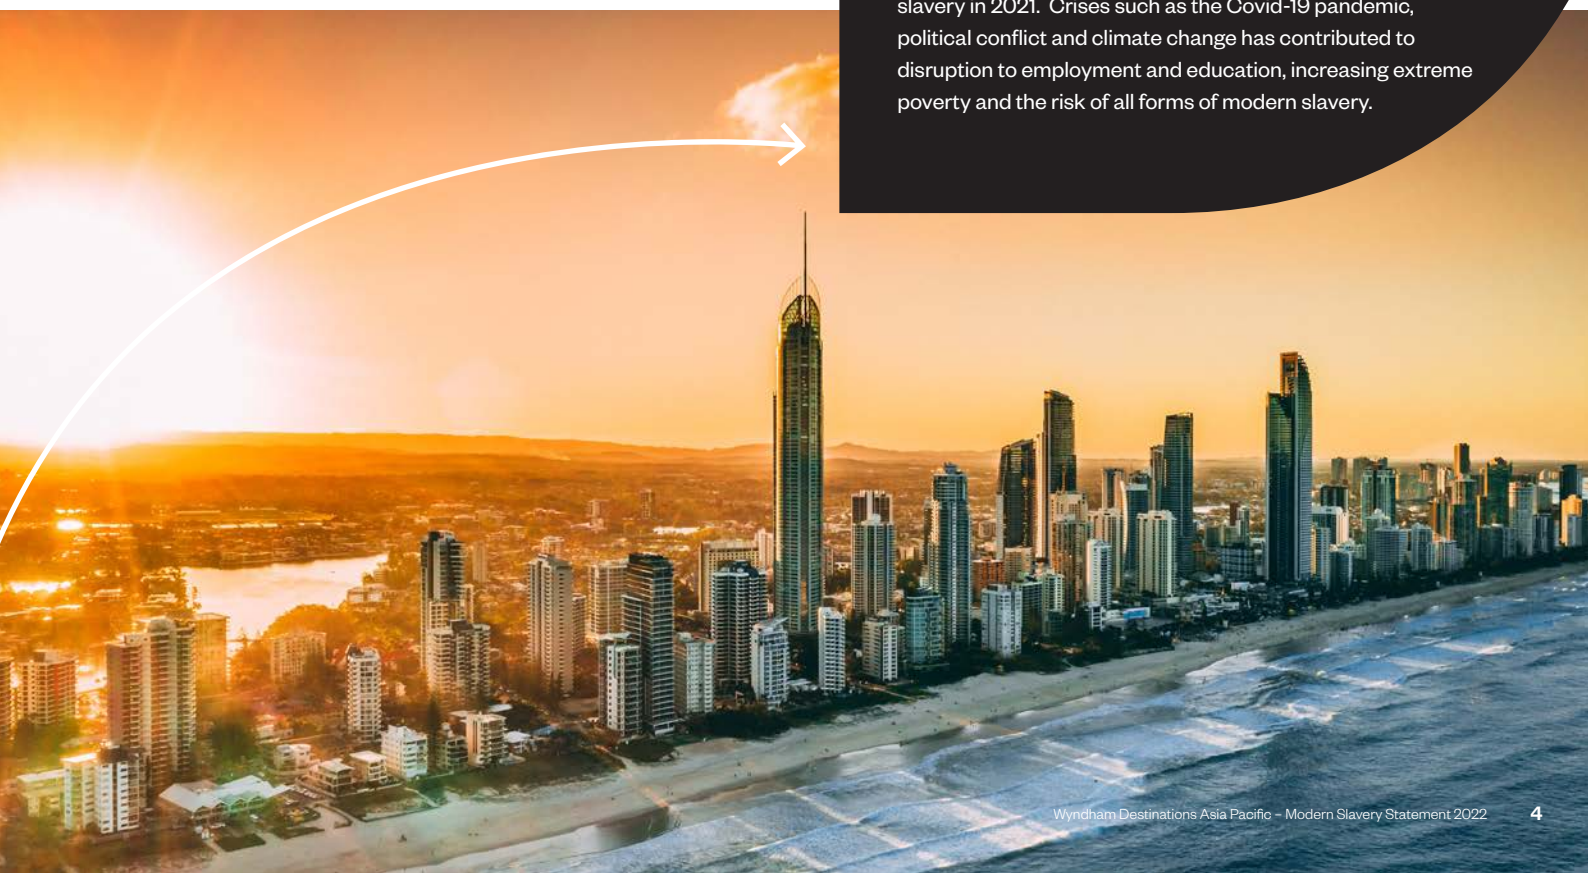 slavery in 2021.  Crises such as the Covid-19 pandemic,
political conflict and climate change has contributed to
disruption to employment and education, increasing extreme
poverty and the risk of all forms of modern slavery.
Wyndham Destinations Asia Pacific – Modern Slavery Statement 2022 4